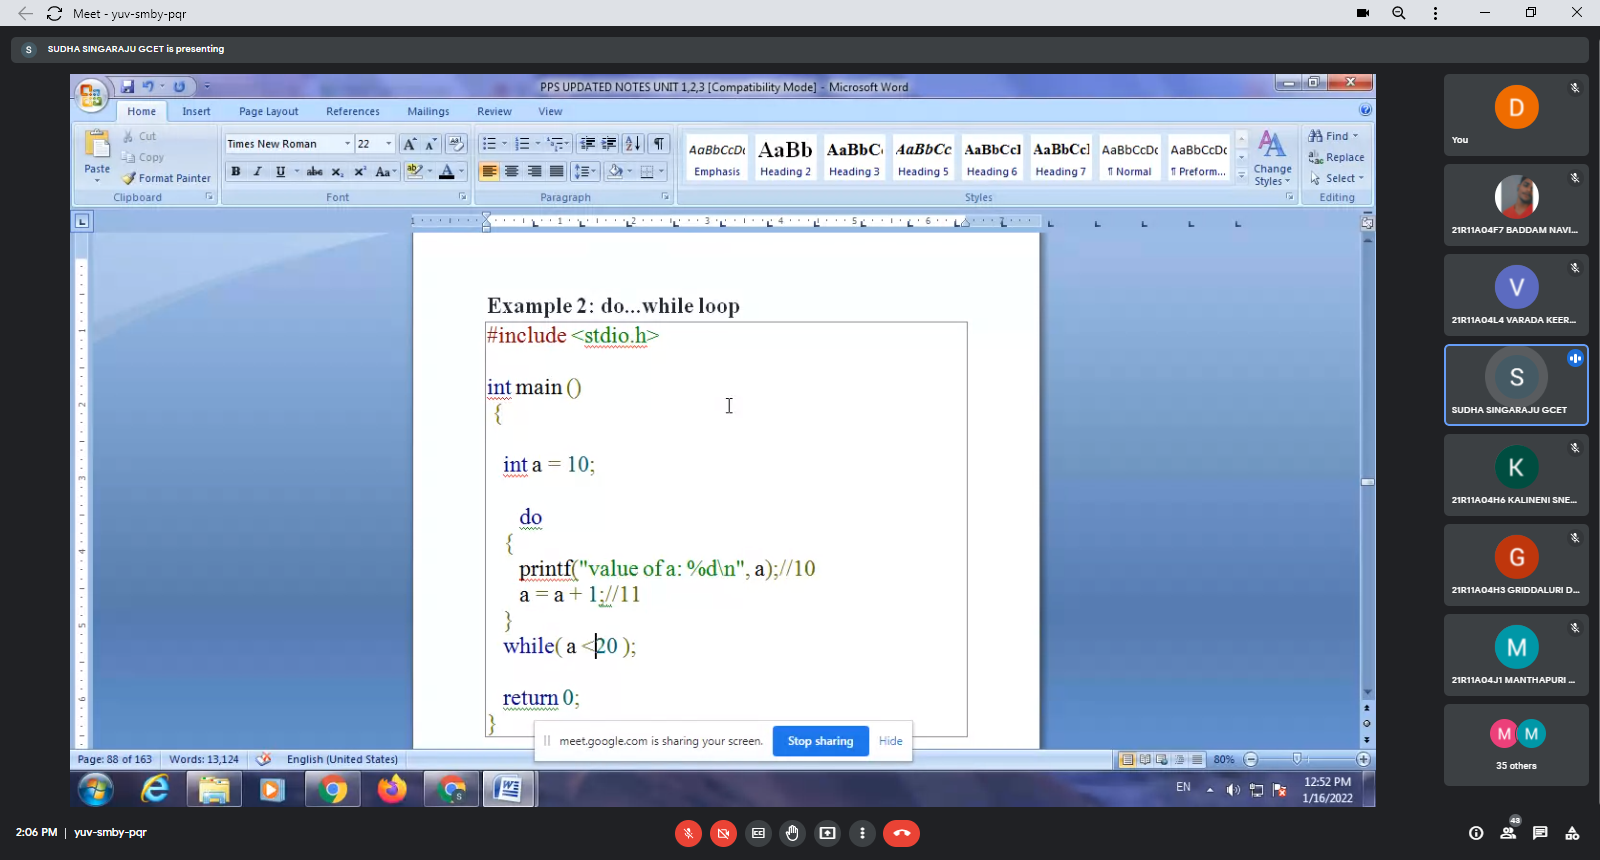 Meet - yuv-smby-pqr
S SUDHA SINGARAJU GCET is presenting
PPS UPDATED NOTES UNIT 1,2,3 [Compatibility Mode] - Microsoft Word
Home Insert Page Layout References Mailings Review View
Paste
Cut
Copy
Format Painter
Clipboard
Times New Roman 22
B I U abc x₂ x² Aa
Font
Paragraph
AaBbCcDc AaBb AaBbC AaBbCc AaBbCcI AaBbCcI AaBbCcDc AaBbCcDc
Emphasis Heading 2 Heading 3 Heading 5 Heading 6 Heading 7 ¶ Normal ¶ Preform...
Change Styles
Styles
Find
Replace
Select
Editing
Example 2: do...while loop
#include <stdio.h>
int main ()
{
int a = 10;
do
{
printf("value of a: %d\n", a);//10
a = a + 1;//11
}
while( a <20 );
return 0;
}
meet.google.com is sharing your screen. Stop sharing Hide
Page: 88 of 163 Words: 13,124 English (United States) 80%
EN 12:52 PM
1/16/2022
D
You
21R11A04F7 BADDAM NAVI...
V
21R11A04L4 VARADA KEER...
S
SUDHA SINGARAJU GCET
K
21R11A04H6 KALINENI SNE...
G
21R11A04H3 GRIDDALURI D...
M
21R11A04J1 MANTHAPURI ...
M M
35 others
2:06 PM | yuv-smby-pqr
43